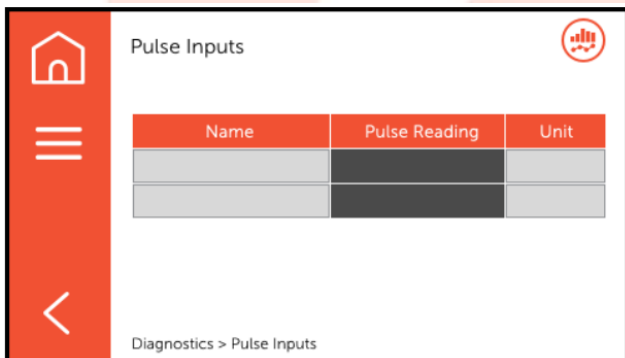 Pulse Inputs
Name Pulse Reading Unit
Diagnostics > Pulse Inputs